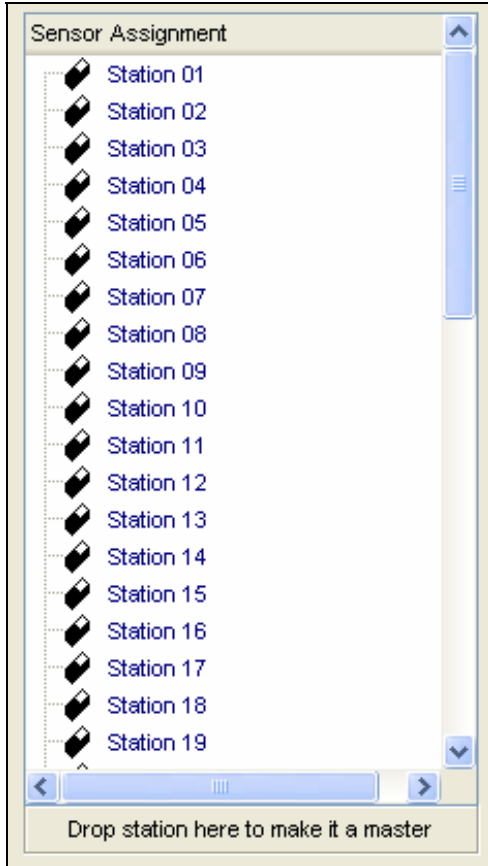 Sensor Assignment
Station 01
Station 02
Station 03
Station 04
Station 05
Station 06
Station 07
Station 08
Station 09
Station 10
Station 11
Station 12
Station 13
Station 14
Station 15
Station 16
Station 17
Station 18
Station 19
Drop station here to make it a master